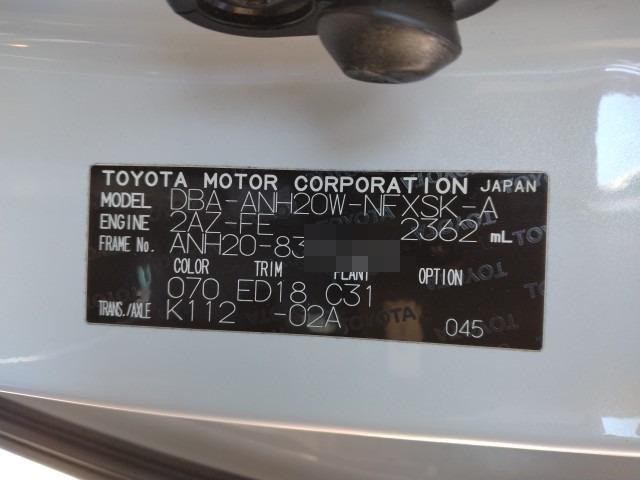 TOYOTA MOTOR CORPORATION JAPAN
MODEL DBA-ANH20W-NFXSK-A
ENGINE 2AZ-FE 2362 mL
FRAME No. ANH20-83
COLOR TRIM PLANT OPTION
070 ED18 C31
TRANS./AXLE K112 -02A 045